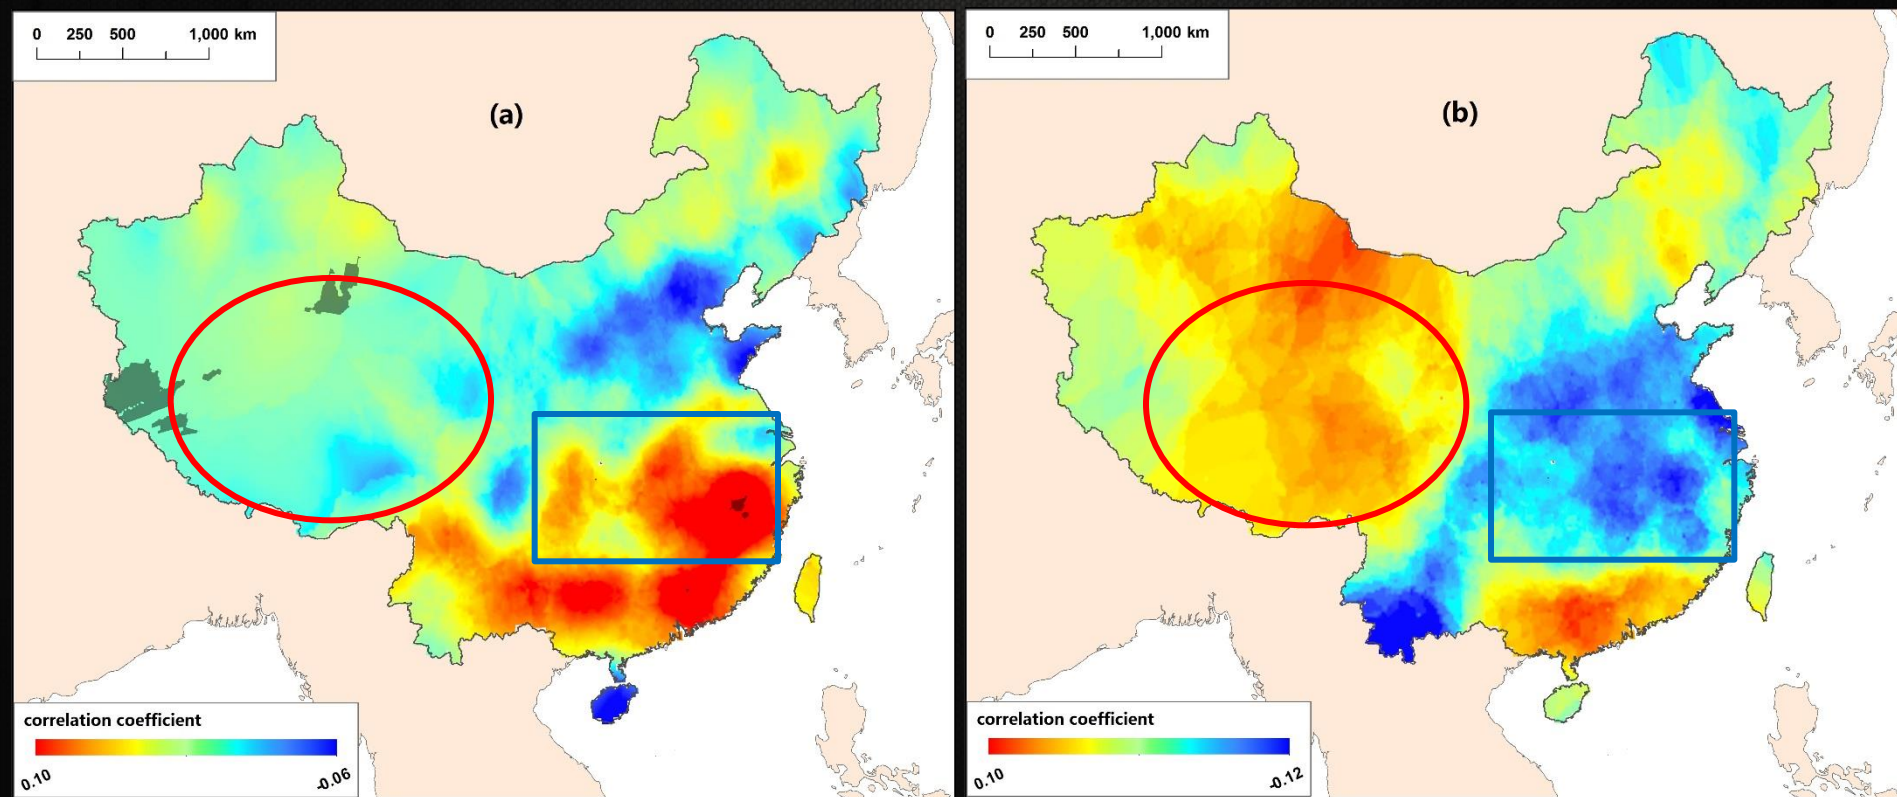 0 250 500 1,000 km
(a)
correlation coefficient
0.10 -0.06
0 250 500 1,000 km
(b)
correlation coefficient
0.10 -0.12